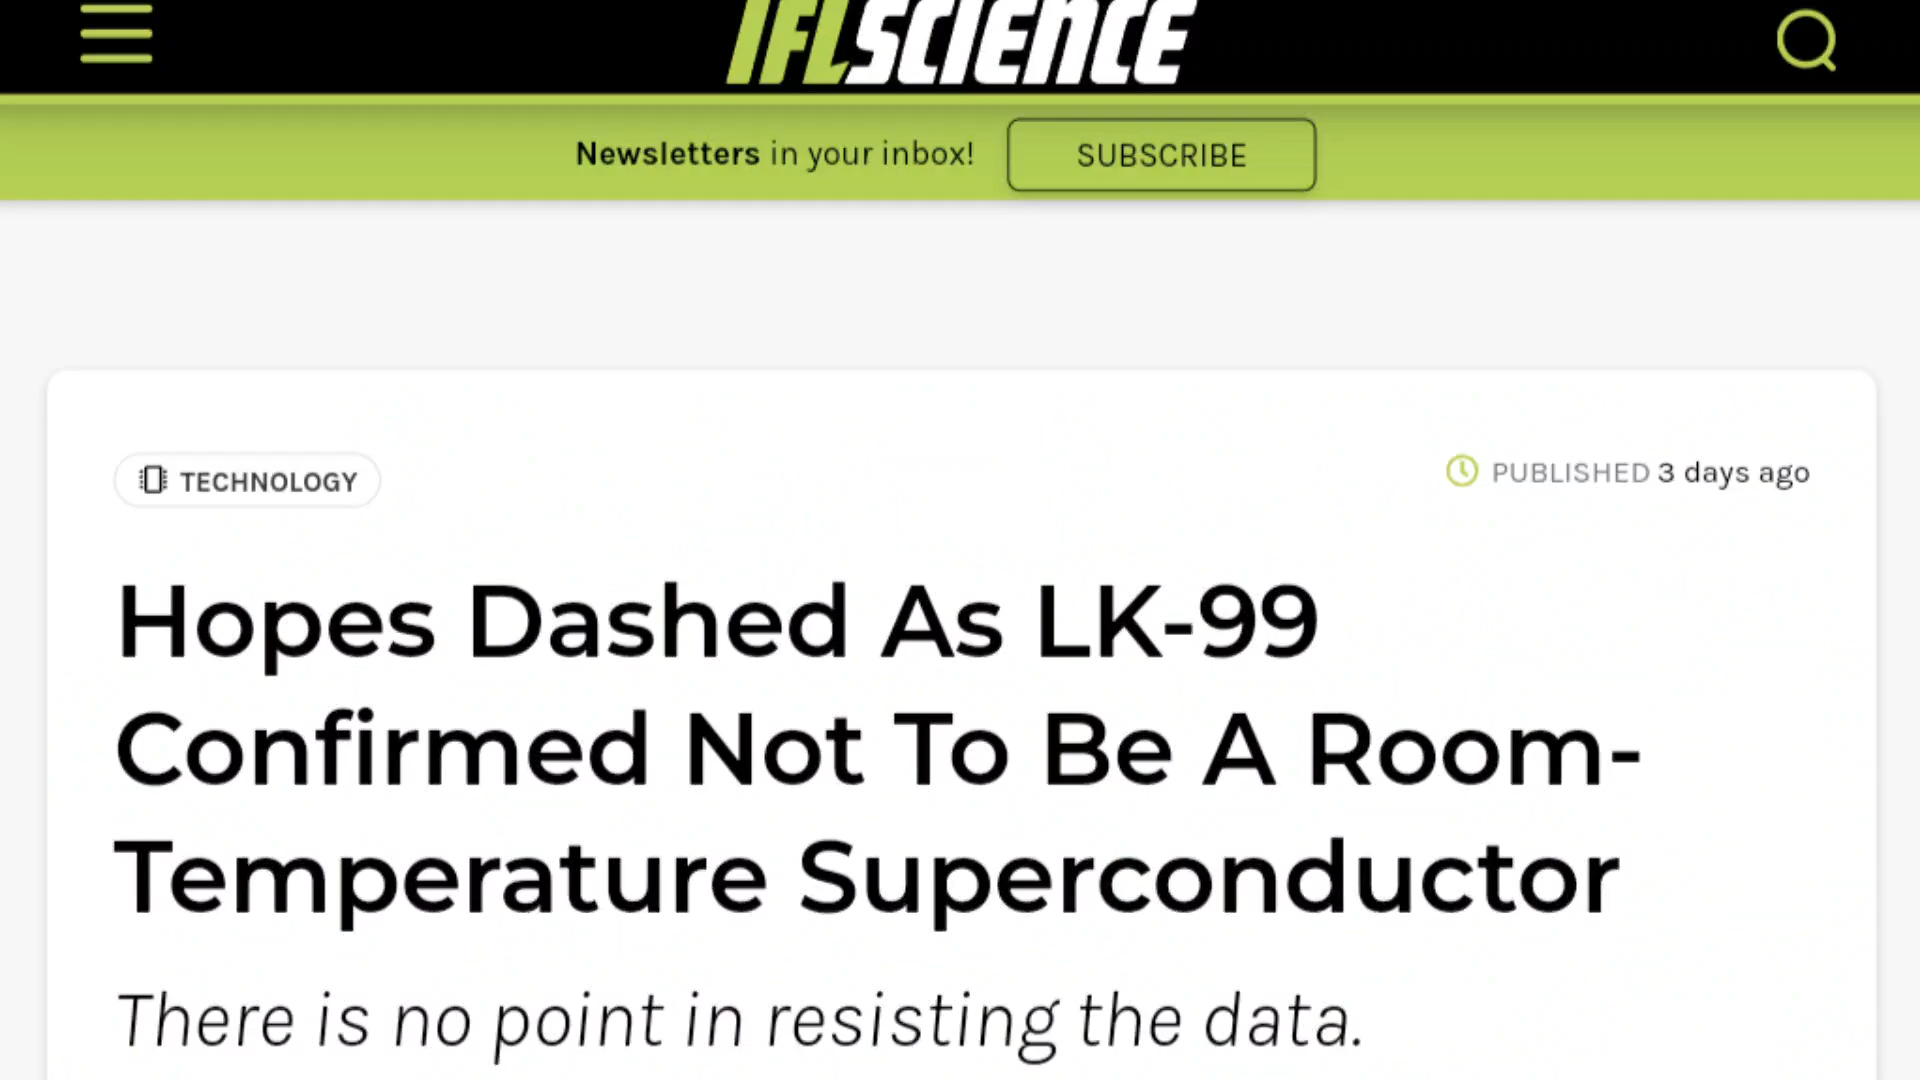 IFLSCIENCE
Newsletters in your inbox! SUBSCRIBE
TECHNOLOGY PUBLISHED 3 days ago
Hopes Dashed As LK-99
Confirmed Not To Be A Room-
Temperature Superconductor
There is no point in resisting the data.